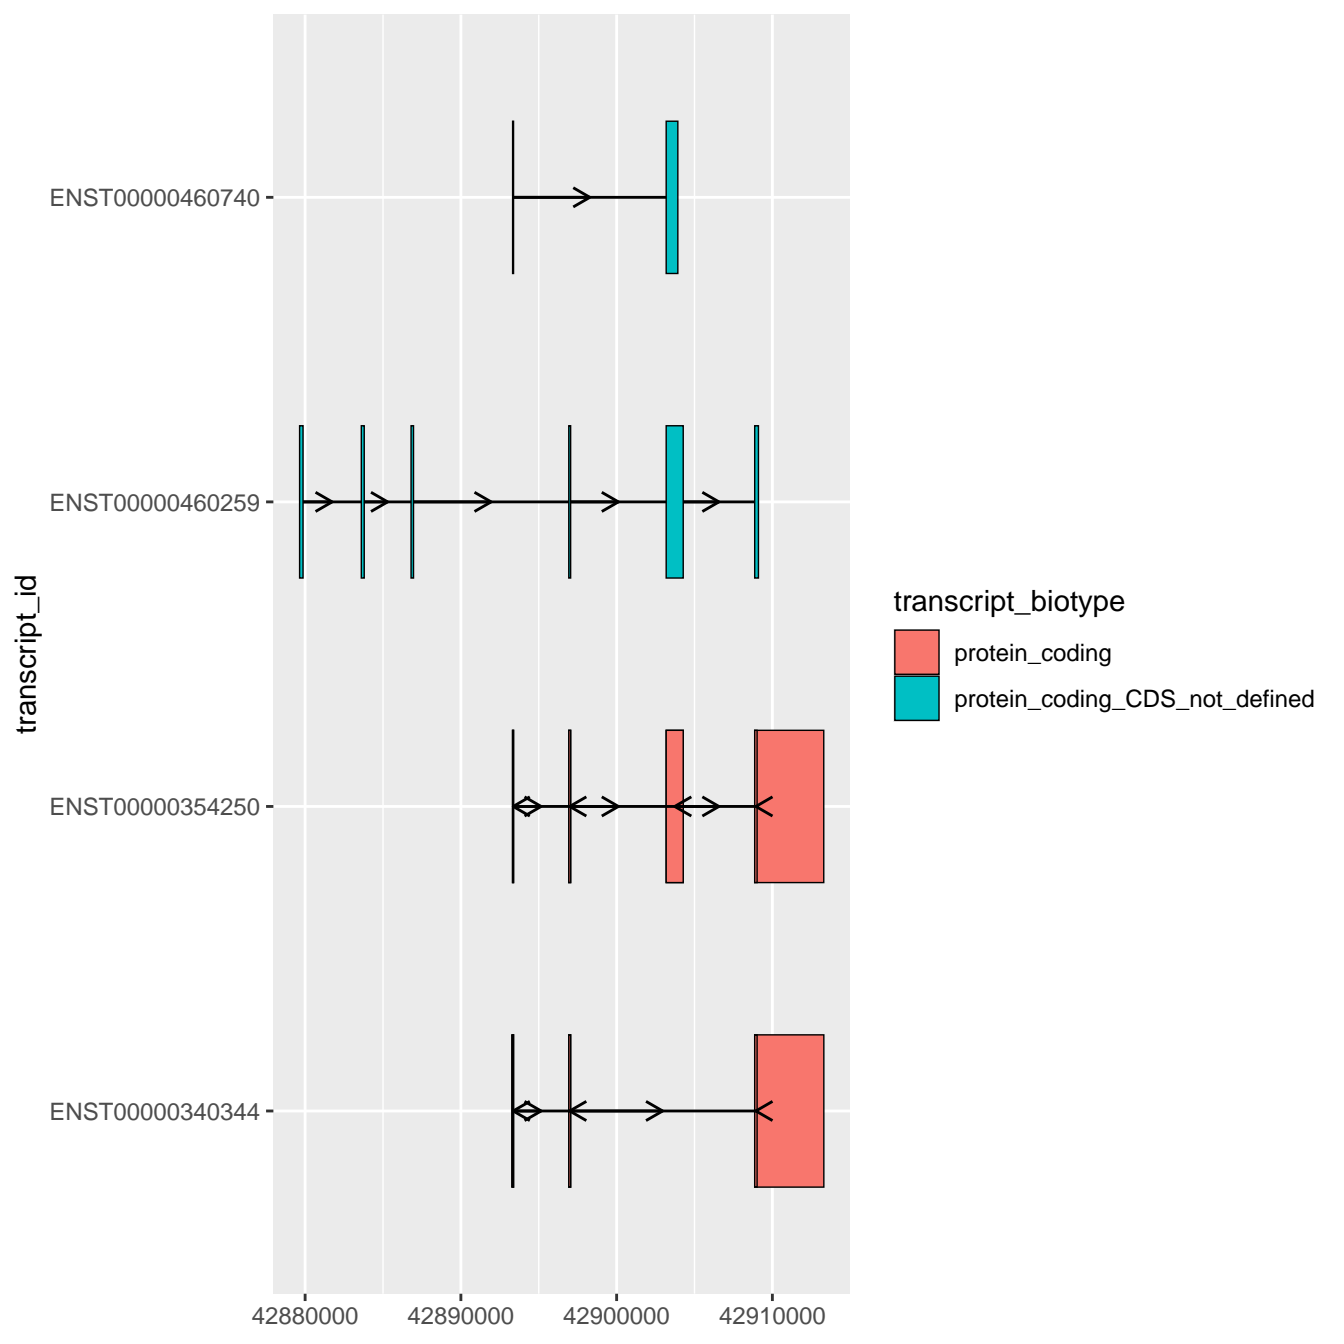 ENST00000460740
ENST00000460259
ENST00000354250
ENST00000340344
transcript_id
42880000
42890000
42900000
42910000
transcript_biotype
protein_coding
protein_coding_CDS_not_defined